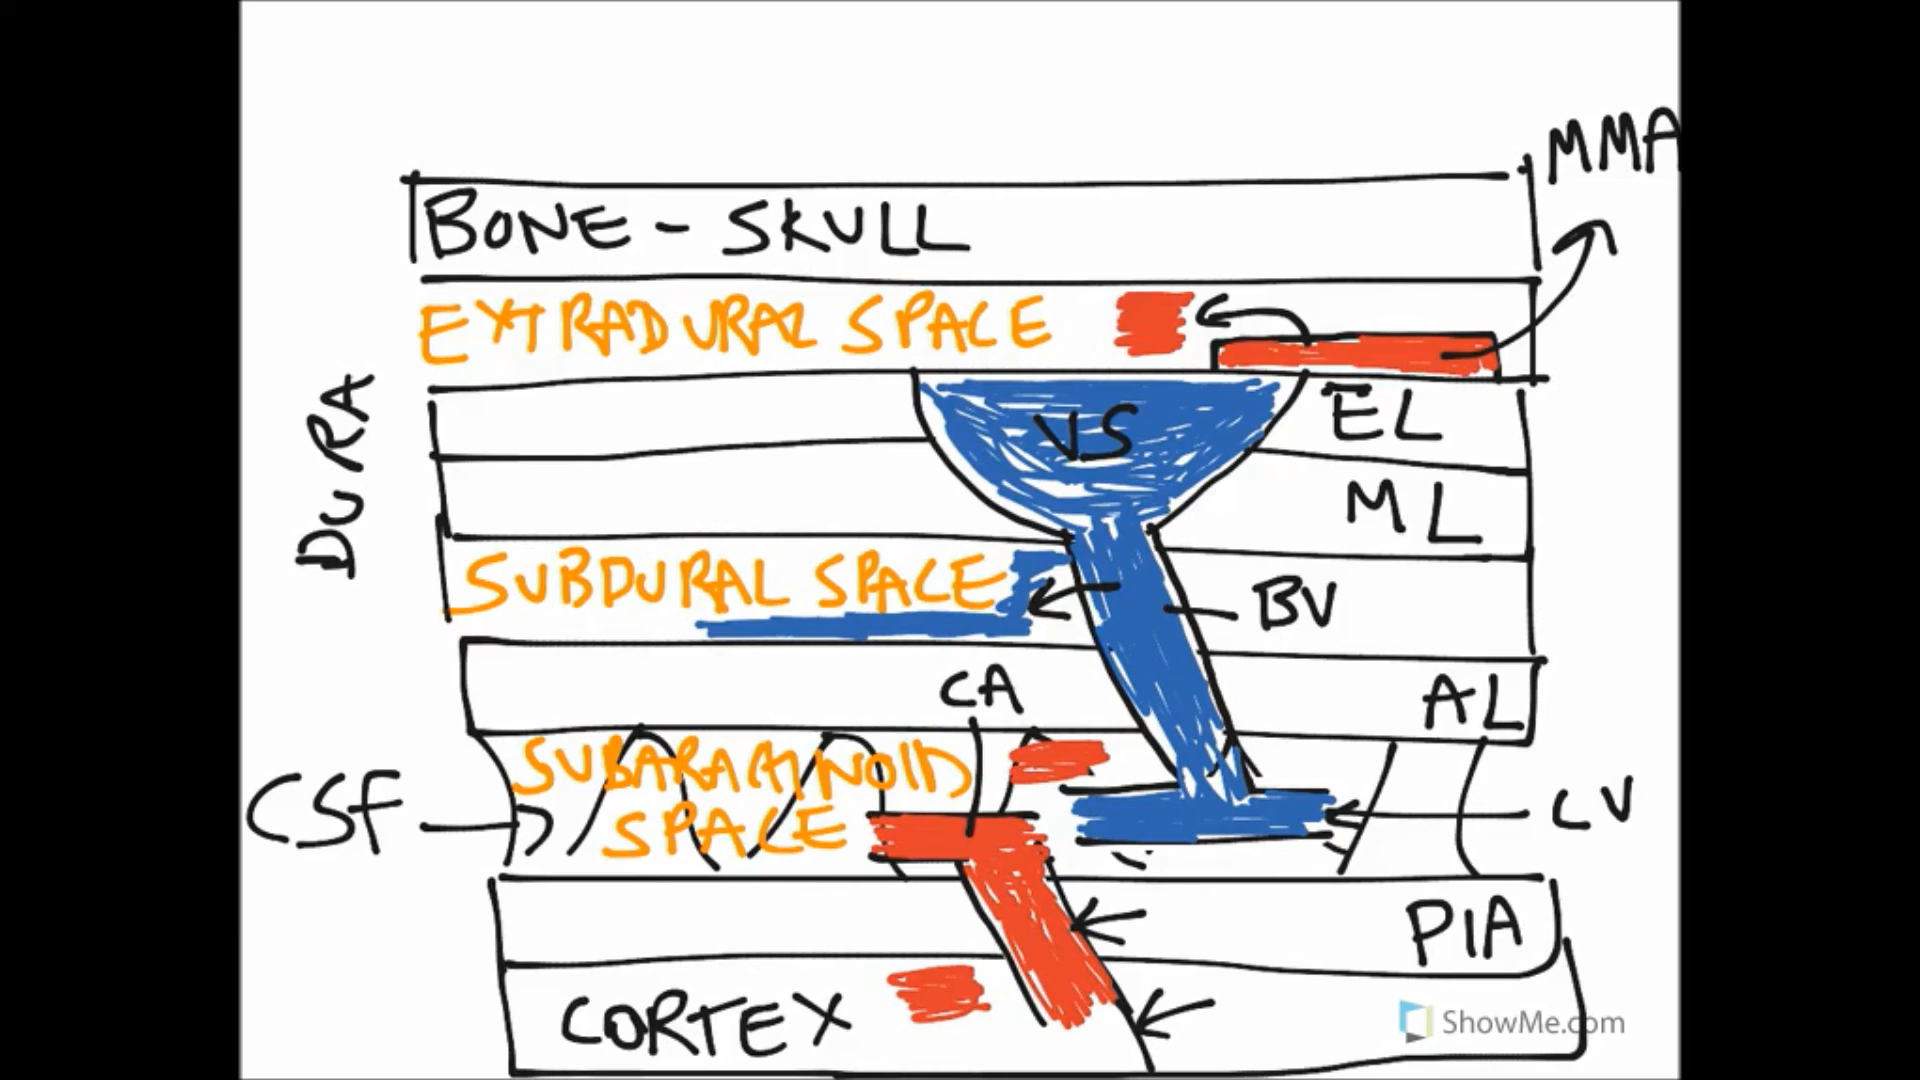 MMA
BONE - SKULL
EXTRADURAL SPACE
DURA
VS
EL
ML
SUBDURAL SPACE
BV
CA
AL
SUBARACHNOID
SPACE
CSF
CV
PIA
CORTEX
ShowMe.com